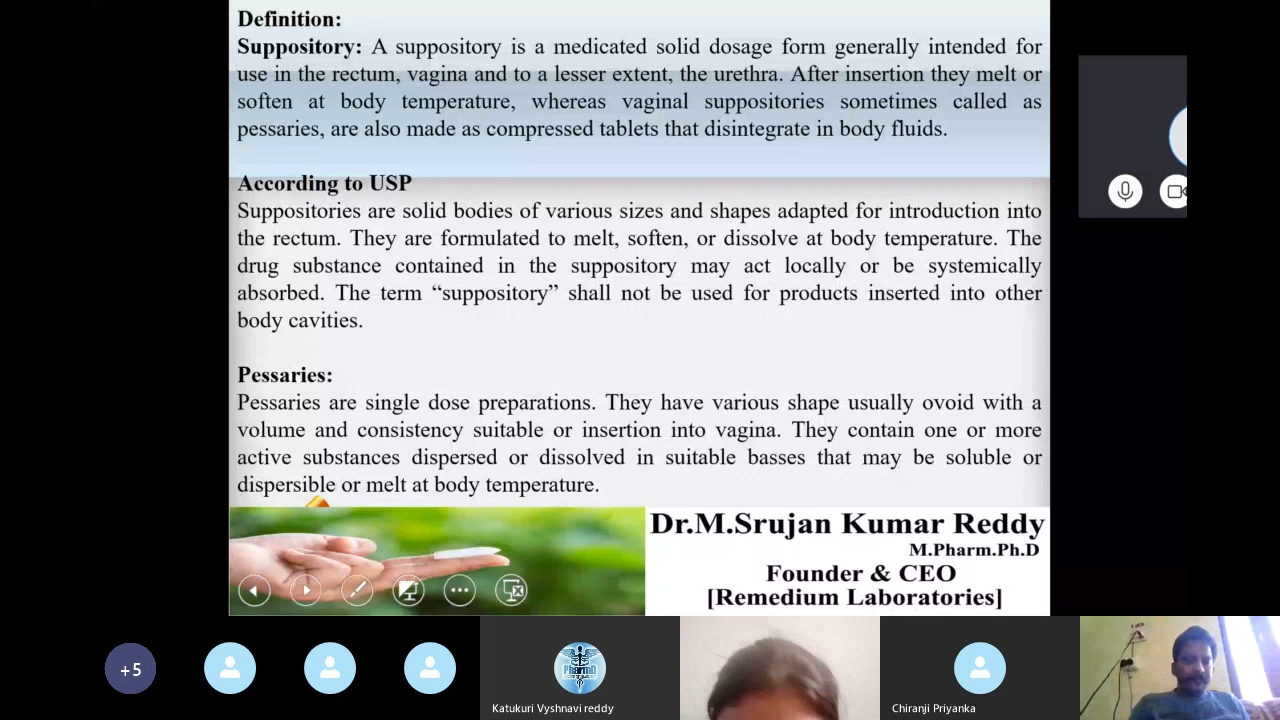 Definition:
Suppository: A suppository is a medicated solid dosage form generally intended for
use in the rectum, vagina and to a lesser extent, the urethra. After insertion they melt or
soften at body temperature, whereas vaginal suppositories sometimes called as
pessaries, are also made as compressed tablets that disintegrate in body fluids.
According to USP
Suppositories are solid bodies of various sizes and shapes adapted for introduction into
the rectum. They are formulated to melt, soften, or dissolve at body temperature. The
drug substance contained in the suppository may act locally or be systemically
absorbed. The term “suppository” shall not be used for products inserted into other
body cavities.
Pessaries:
Pessaries are single dose preparations. They have various shape usually ovoid with a
volume and consistency suitable or insertion into vagina. They contain one or more
active substances dispersed or dissolved in suitable basses that may be soluble or
dispersible or melt at body temperature.
Dr.M.Srujan Kumar Reddy
M.Pharm.Ph.D
Founder & CEO
[Remedium Laboratories]
+5
PharmD
Katukuri Vyshnavi reddy
Chiranji Priyanka